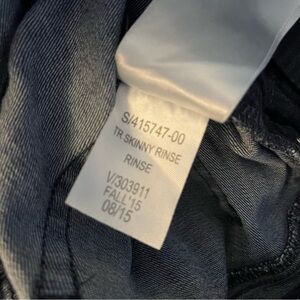 S/415747-00
TR SKINNY RINSE
RINSE
V/303911
FALL'15
08/15